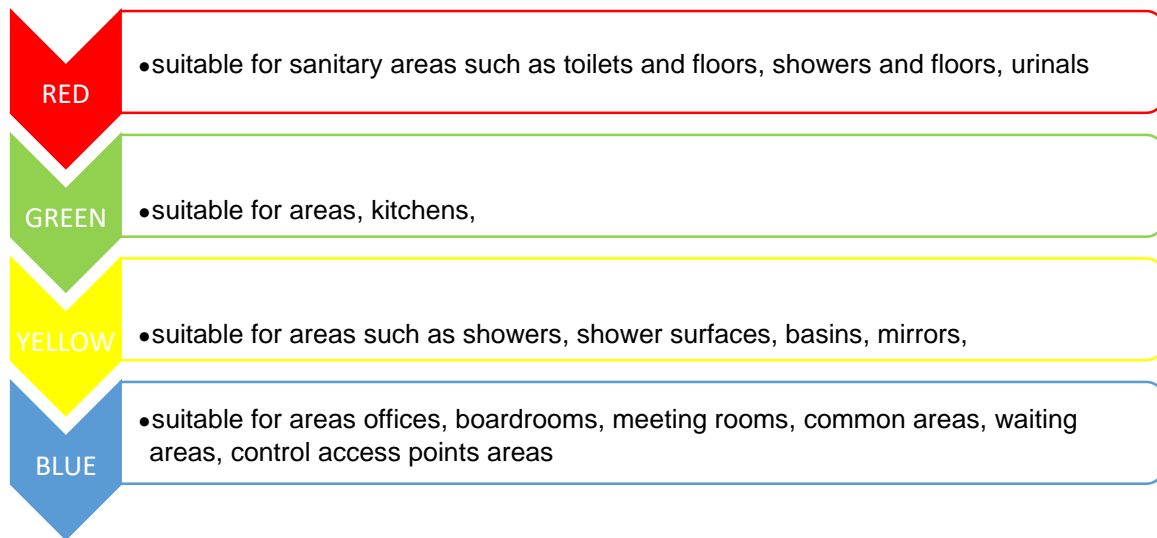 RED
•suitable for sanitary areas such as toilets and floors, showers and floors, urinals
GREEN
•suitable for areas, kitchens,
YELLOW
•suitable for areas such as showers, shower surfaces, basins, mirrors,
BLUE
•suitable for areas offices, boardrooms, meeting rooms, common areas, waiting
areas, control access points areas